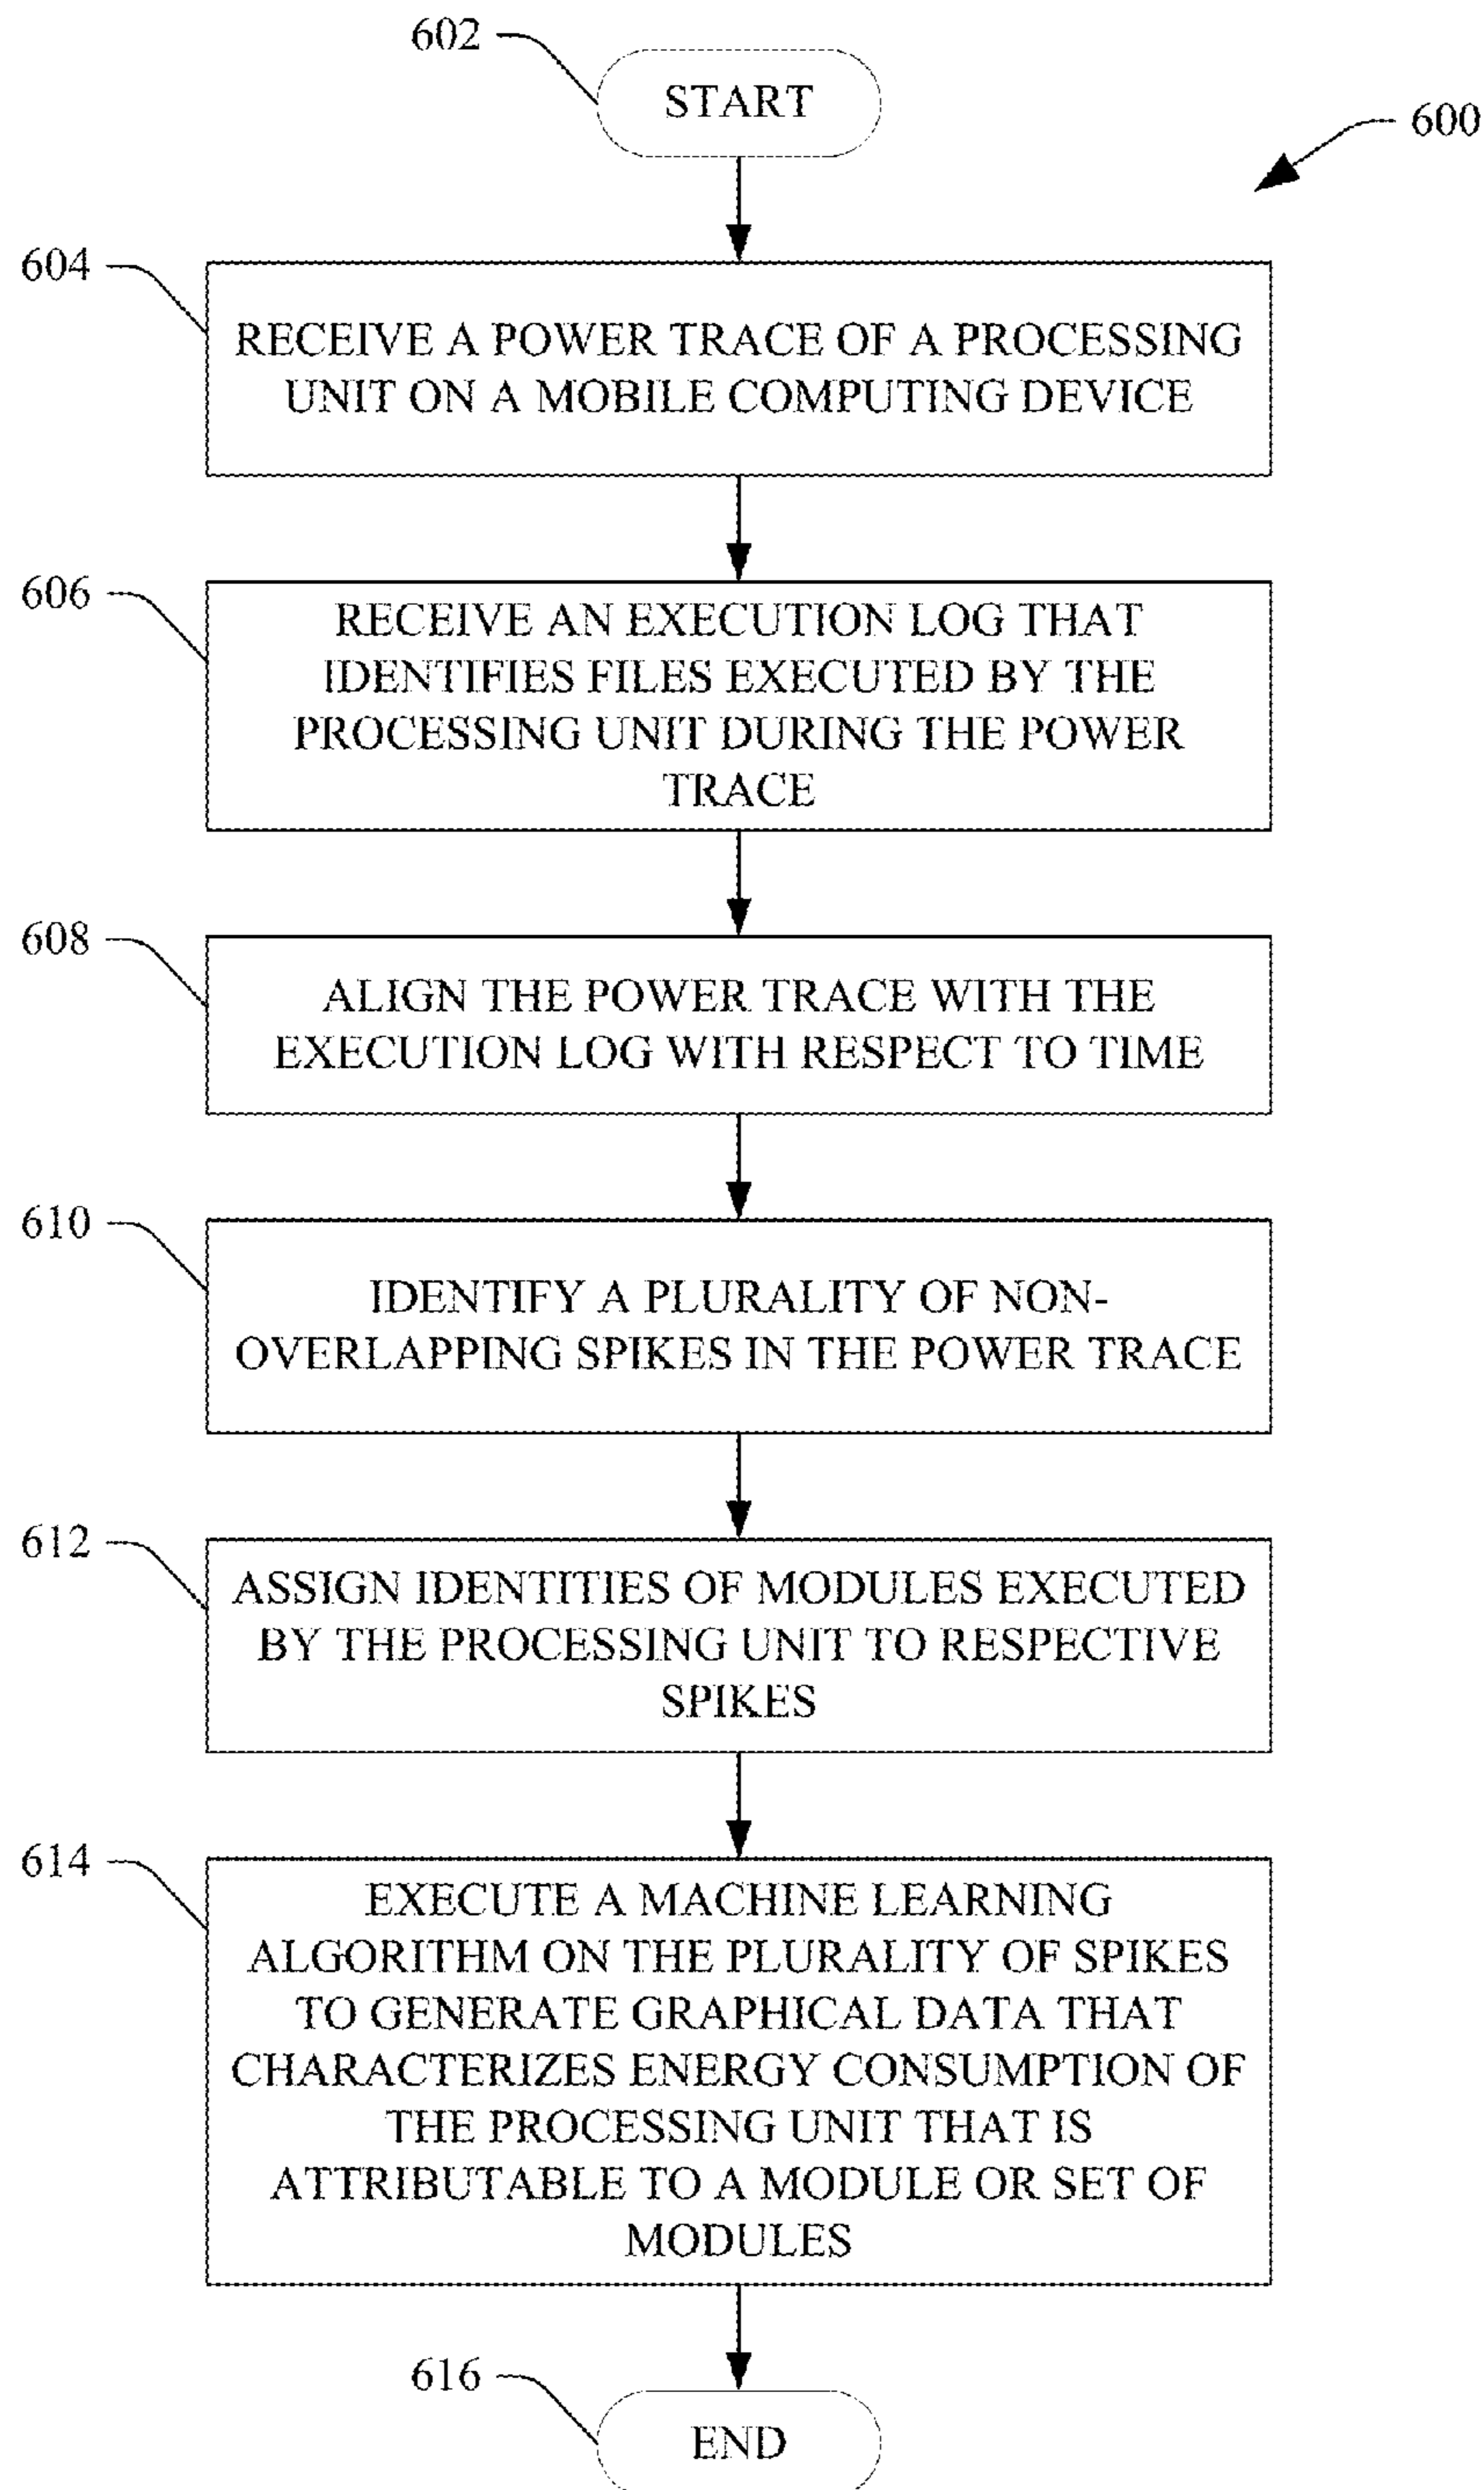 602
START
600
604
RECEIVE A POWER TRACE OF A PROCESSING
UNIT ON A MOBILE COMPUTING DEVICE
606
RECEIVE AN EXECUTION LOG THAT
IDENTIFIES FILES EXECUTED BY THE
PROCESSING UNIT DURING THE POWER
TRACE
608
ALIGN THE POWER TRACE WITH THE
EXECUTION LOG WITH RESPECT TO TIME
610
IDENTIFY A PLURALITY OF NON-
OVERLAPPING SPIKES IN THE POWER TRACE
612
ASSIGN IDENTITIES OF MODULES EXECUTED
BY THE PROCESSING UNIT TO RESPECTIVE
SPIKES
614
EXECUTE A MACHINE LEARNING
ALGORITHM ON THE PLURALITY OF SPIKES
TO GENERATE GRAPHICAL DATA THAT
CHARACTERIZES ENERGY CONSUMPTION OF
THE PROCESSING UNIT THAT IS
ATTRIBUTABLE TO A MODULE OR SET OF
MODULES
616
END